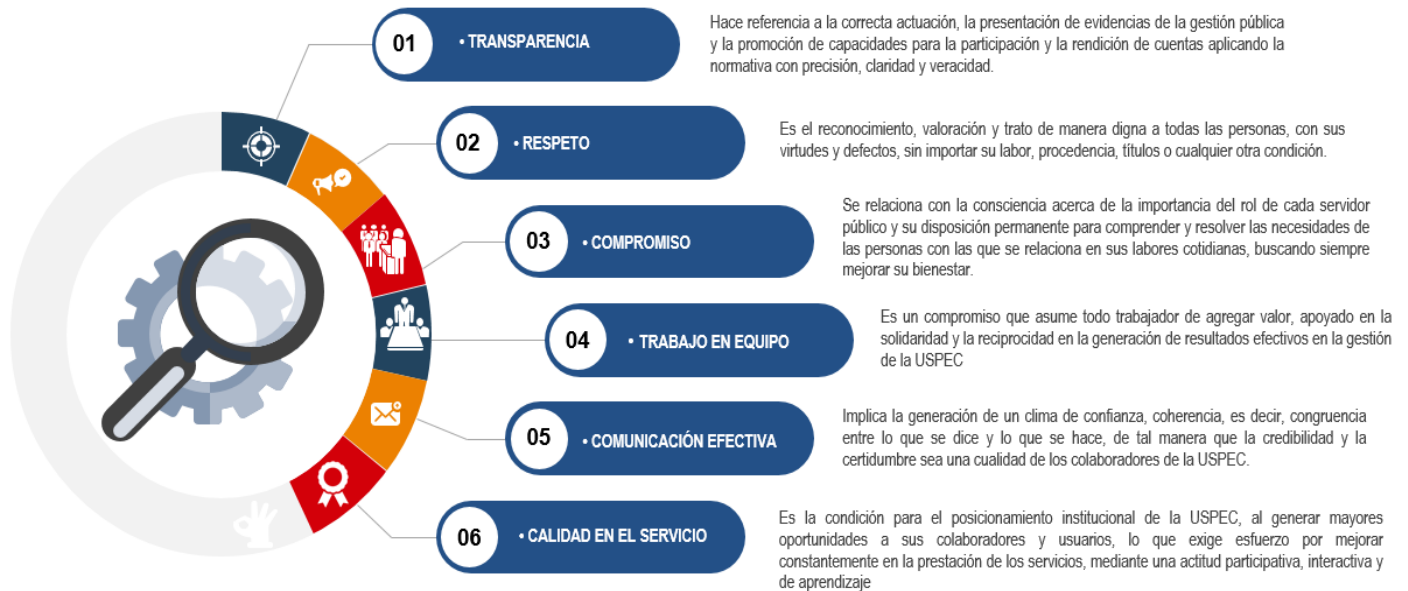 01
• TRANSPARENCIA
Hace referencia a la correcta actuación, la presentación de evidencias de la gestión pública
y la promoción de capacidades para la participación y la rendición de cuentas aplicando la
normativa con precisión, claridad y veracidad.
02
• RESPETO
Es el reconocimiento, valoración y trato de manera digna a todas las personas, con sus
virtudes y defectos, sin importar su labor, procedencia, títulos o cualquier otra condición.
03
• COMPROMISO
Se relaciona con la consciencia acerca de la importancia del rol de cada servidor
público y su disposición permanente para comprender y resolver las necesidades de
las personas con las que se relaciona en sus labores cotidianas, buscando siempre
mejorar su bienestar.
04
• TRABAJO EN EQUIPO
Es un compromiso que asume todo trabajador de agregar valor, apoyado en la
solidaridad y la reciprocidad en la generación de resultados efectivos en la gestión
de la USPEC
05
• COMUNICACIÓN EFECTIVA
Implica la generación de un clima de confianza, coherencia, es decir, congruencia
entre lo que se dice y lo que se hace, de tal manera que la credibilidad y la
certidumbre sea una cualidad de los colaboradores de la USPEC.
06
• CALIDAD EN EL SERVICIO
Es la condición para el posicionamiento institucional de la USPEC, al generar mayores
oportunidades a sus colaboradores y usuarios, lo que exige esfuerzo por mejorar
constantemente en la prestación de los servicios, mediante una actitud participativa, interactiva y
de aprendizaje